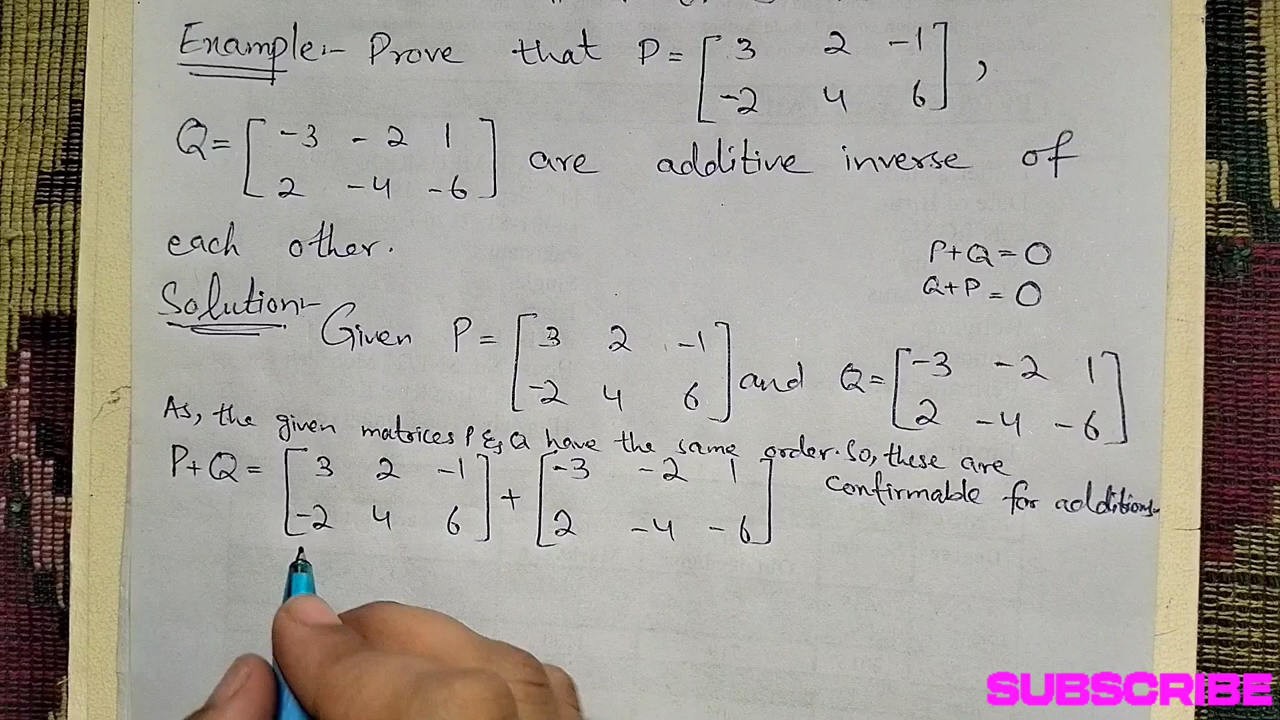 Example:- Prove that P = [ 3 2 -1 ] ,
[ -2 4 6 ]
Q = [ -3 -2 1 ] are additive inverse of
[ 2 -4 -6 ]
each other.
P+Q = O
Q+P = O
Solution:-
Given P = [ 3 2 -1 ] and Q = [ -3 -2 1 ]
[ -2 4 6 ] [ 2 -4 -6 ]
As, the given matrices P & Q have the same order. So, these are
confirmable for additions.
P+Q = [ 3 2 -1 ] + [ -3 -2 1 ]
[ -2 4 6 ] [ 2 -4 -6 ]
SUBSCRIBE